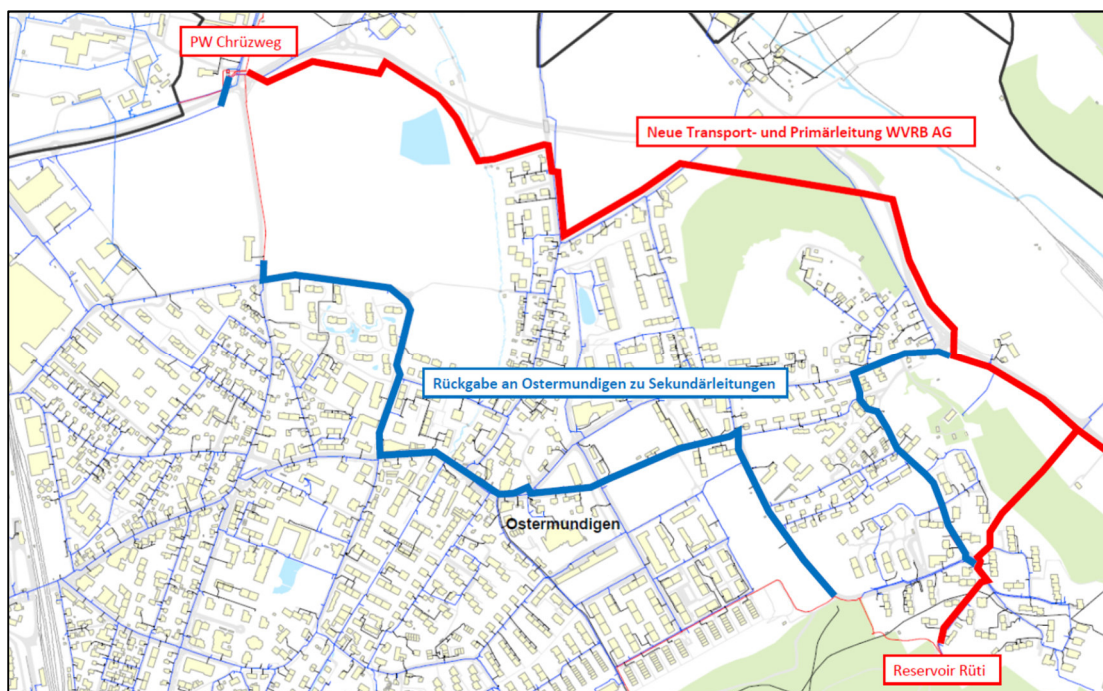 PW Chrüzweg
Neue Transport- und Primärleitung WVRB AG
Rückgabe an Ostermundigen zu Sekundärleitungen
Ostermundigen
Reservoir Rüti